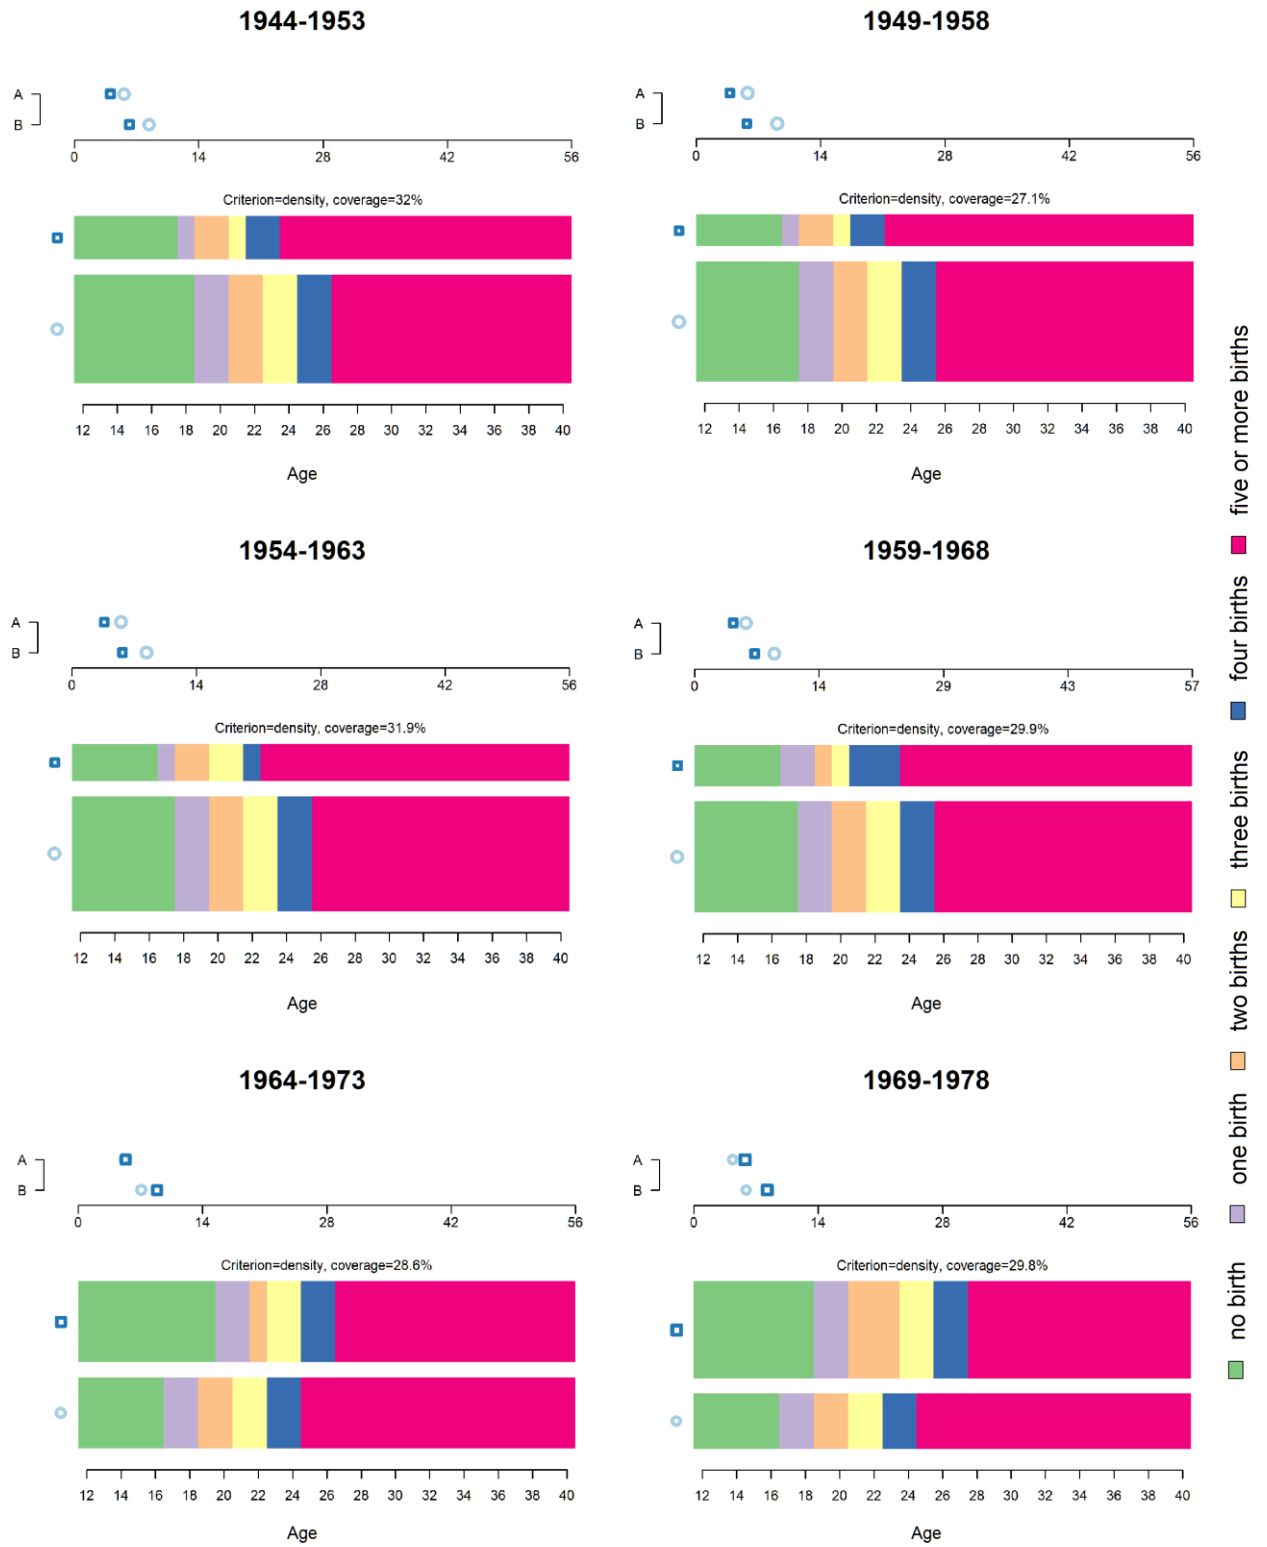 1944-1953
A
B
0 14 28 42 56
Criterion=density, coverage=32%
12 14 16 18 20 22 24 26 28 30 32 34 36 38 40
Age
1949-1958
A
B
0 14 28 42 56
Criterion=density, coverage=27.1%
12 14 16 18 20 22 24 26 28 30 32 34 36 38 40
Age
1954-1963
A
B
0 14 28 42 56
Criterion=density, coverage=31.9%
12 14 16 18 20 22 24 26 28 30 32 34 36 38 40
Age
1959-1968
A
B
0 14 29 43 57
Criterion=density, coverage=29.9%
12 14 16 18 20 22 24 26 28 30 32 34 36 38 40
Age
1964-1973
A
B
0 14 28 42 56
Criterion=density, coverage=28.6%
12 14 16 18 20 22 24 26 28 30 32 34 36 38 40
Age
1969-1978
A
B
0 14 28 42 56
Criterion=density, coverage=29.8%
12 14 16 18 20 22 24 26 28 30 32 34 36 38 40
Age
no birth one birth two births three births four births five or more births